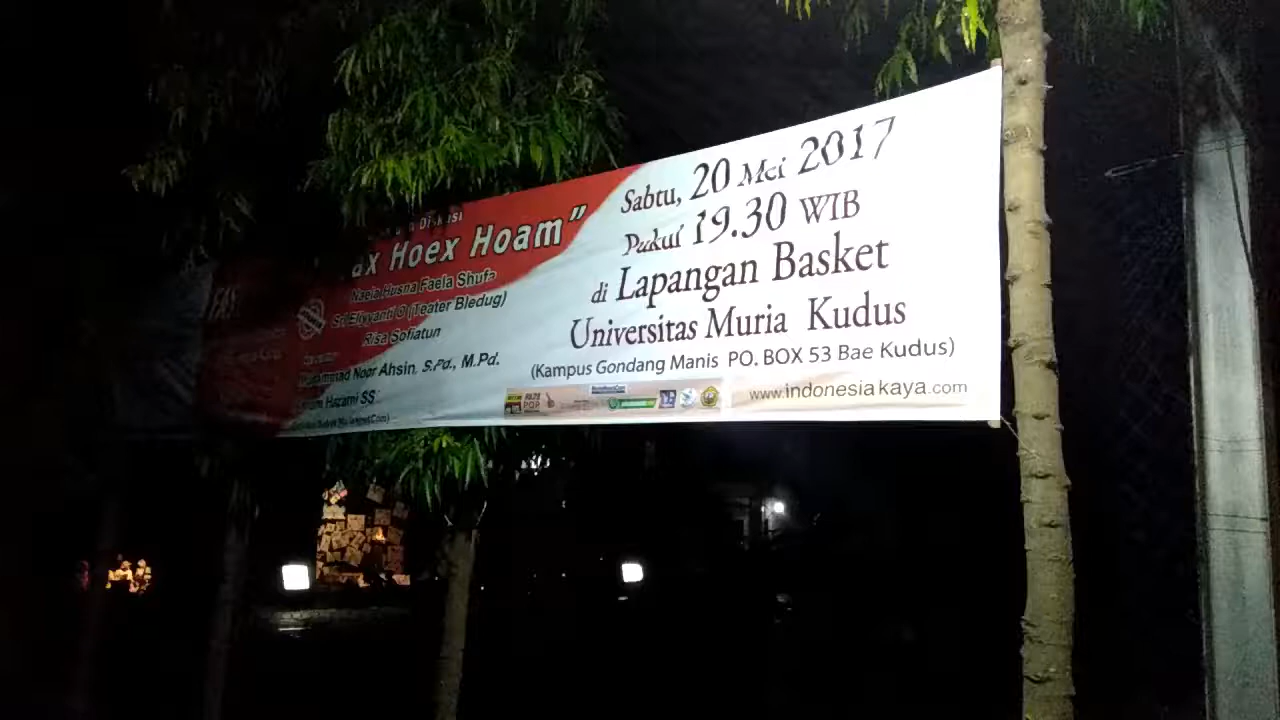 Diskusi
ax Hoex Hoam”
Naela Husna Faela Shufa
Sri Eliyyanti O (Teater Bledug)
Risa Sofiatun
Noor Ahsin, S.Pd., M.Pd.
Hazami SS.
Sabtu, 20 Mei 2017
Pukul 19.30 WIB
di Lapangan Basket
Universitas Muria Kudus
(Kampus Gondang Manis PO. BOX 53 Bae Kudus)
www.indonesiakaya.com